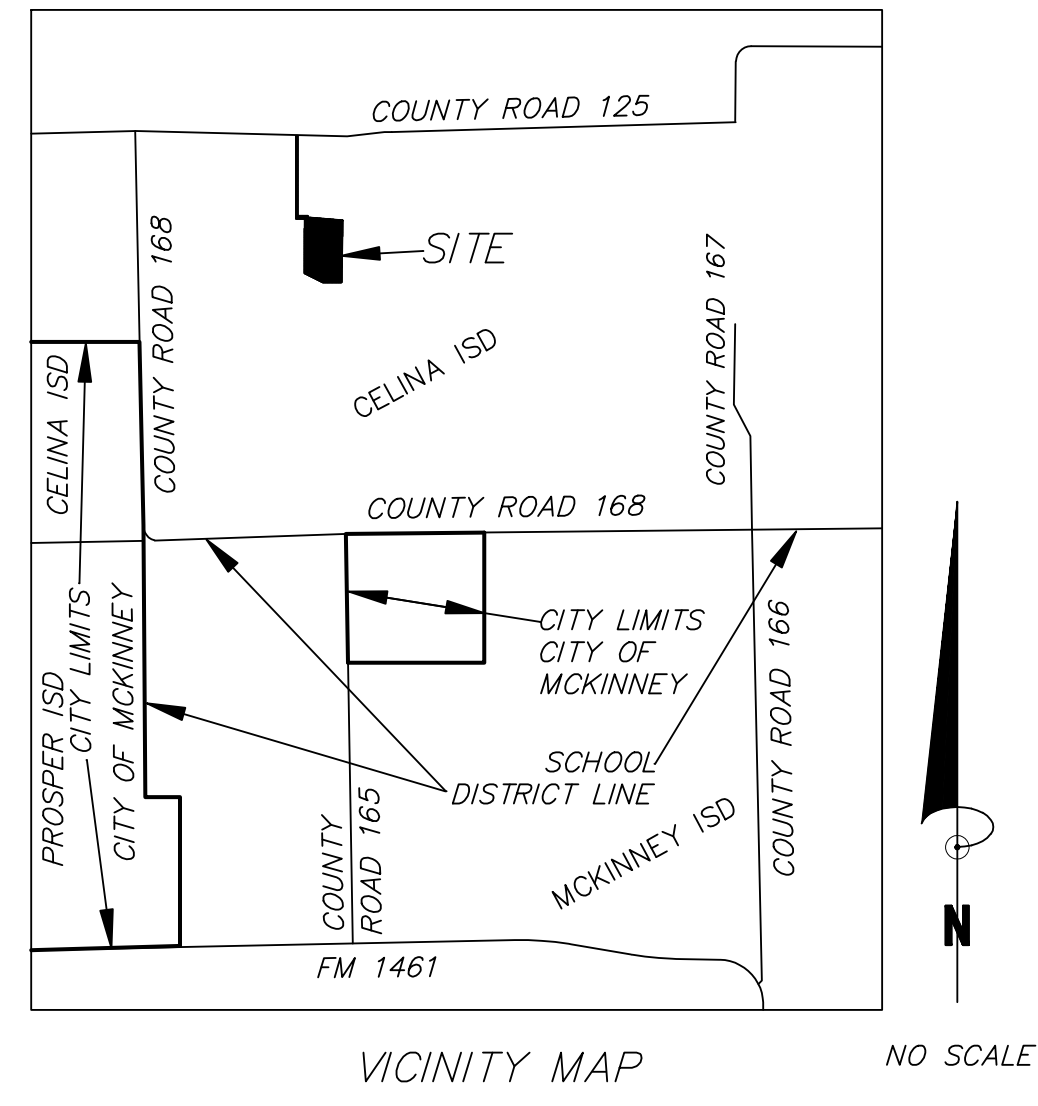 COUNTY ROAD 125
COUNTY ROAD 168
SITE
COUNTY ROAD 167
CELINA ISD
CELINA ISD
COUNTY ROAD 168
CITY LIMITS
CITY OF
MCKINNEY
PROSPER ISD
CITY LIMITS
CITY OF MCKINNEY
COUNTY ROAD 166
SCHOOL
DISTRICT LINE
COUNTY
ROAD 165
MCKINNEY ISD
FM 1461
N
VICINITY MAP
NO SCALE